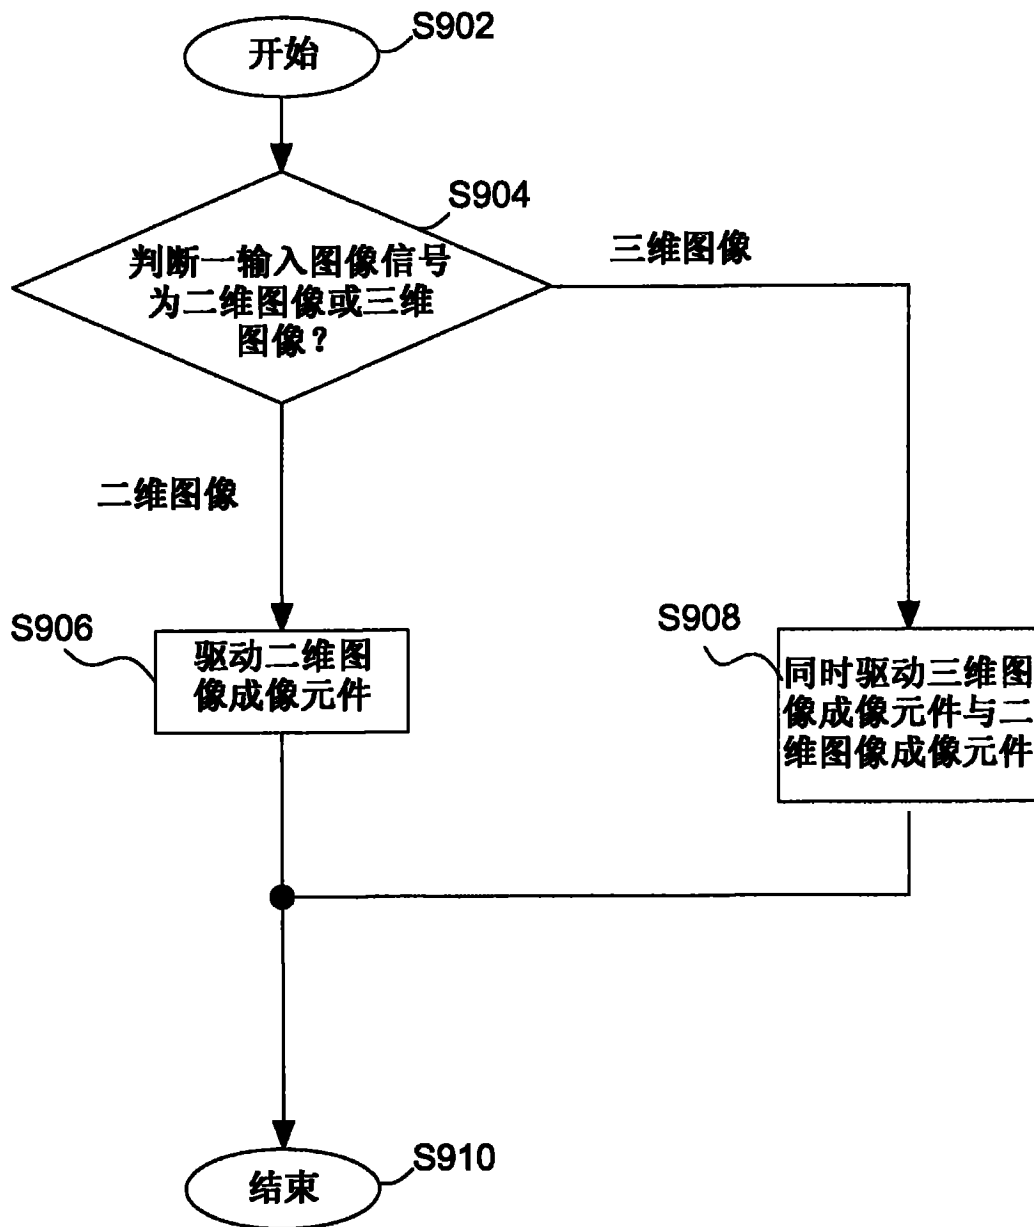 开始
S902
S904
判断一输入图像信号
为二维图像或三维
图像？
三维图像
二维图像
S906
驱动二维图
像成像元件
S908
同时驱动三维图
像成像元件与二
维图像成像元件
S910
结束